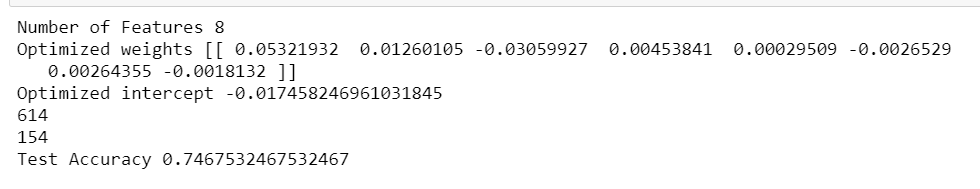 Number of Features 8
Optimized weights [[ 0.05321932  0.01260105 -0.03059927  0.00453841  0.00029509 -0.0026529
   0.00264355 -0.0018132 ]]
Optimized intercept -0.017458246961031845
614
154
Test Accuracy 0.7467532467532467